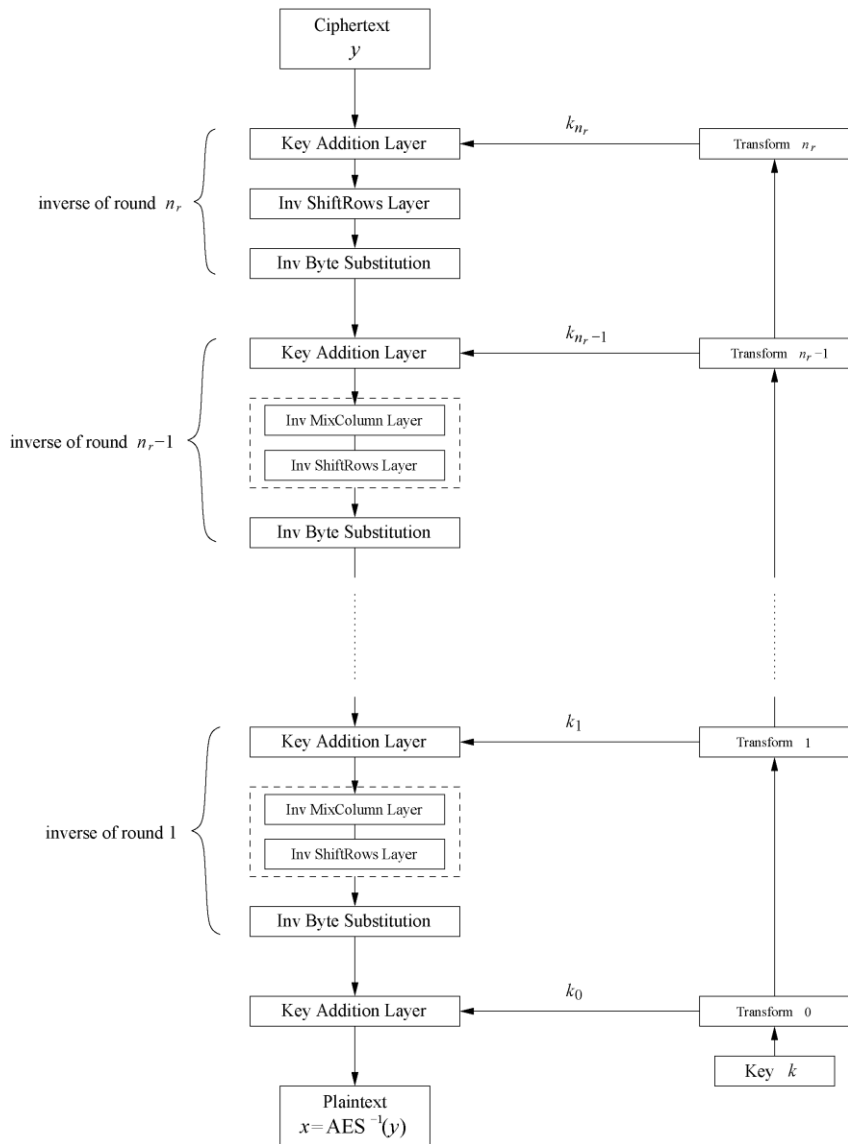 Ciphertext
y
Key Addition Layer
k_{n_r}
Transform n_r
inverse of round n_r
Inv ShiftRows Layer
Inv Byte Substitution
Key Addition Layer
k_{n_r−1}
Transform n_r−1
Inv MixColumn Layer
inverse of round n_r−1
Inv ShiftRows Layer
Inv Byte Substitution
Key Addition Layer
k_1
Transform 1
Inv MixColumn Layer
inverse of round 1
Inv ShiftRows Layer
Inv Byte Substitution
Key Addition Layer
k_0
Transform 0
Key k
Plaintext
x = AES^{−1}(y)